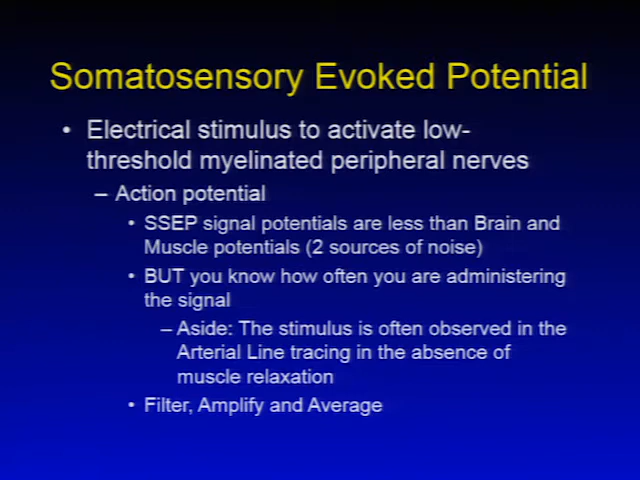 Somatosensory Evoked Potential
• Electrical stimulus to activate low-
threshold myelinated peripheral nerves
– Action potential
• SSEP signal potentials are less than Brain and
Muscle potentials (2 sources of noise)
• BUT you know how often you are administering
the signal
– Aside: The stimulus is often observed in the
Arterial Line tracing in the absence of
muscle relaxation
• Filter, Amplify and Average